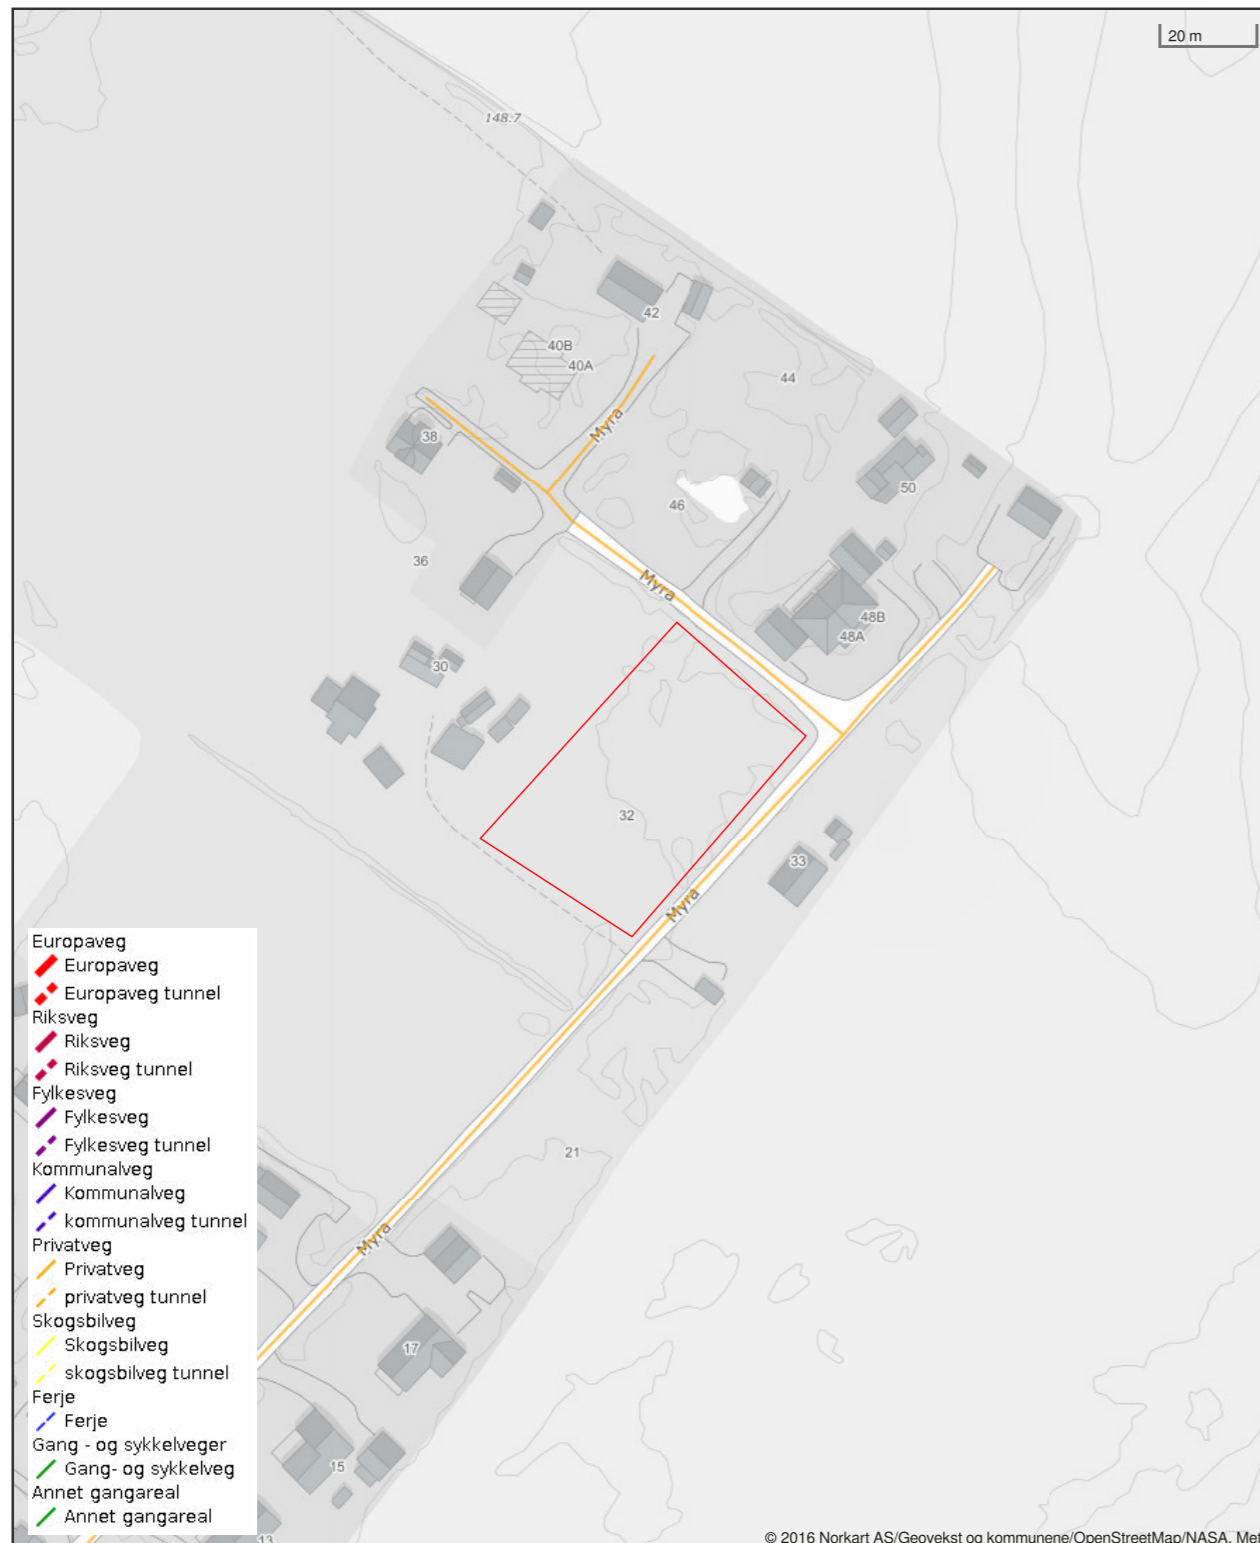 20 m
148.7
42
40B
40A
44
Myra
38
50
46
36
Myra
48B
48A
30
32
33
Myra
21
Myra
17
15
13
Europaveg
Europaveg
Europaveg tunnel
Riksveg
Riksveg
Riksveg tunnel
Fylkesveg
Fylkesveg
Fylkesveg tunnel
Kommunalveg
Kommunalveg
kommunalveg tunnel
Privatveg
Privatveg
privatveg tunnel
Skogsbilveg
Skogsbilveg
skogsbilveg tunnel
Ferje
Ferje
Gang - og sykkelveger
Gang- og sykkelveg
Annet gangareal
Annet gangareal
© 2016 Norkart AS/Geovekst og kommunene/OpenStreetMap/NASA, Met